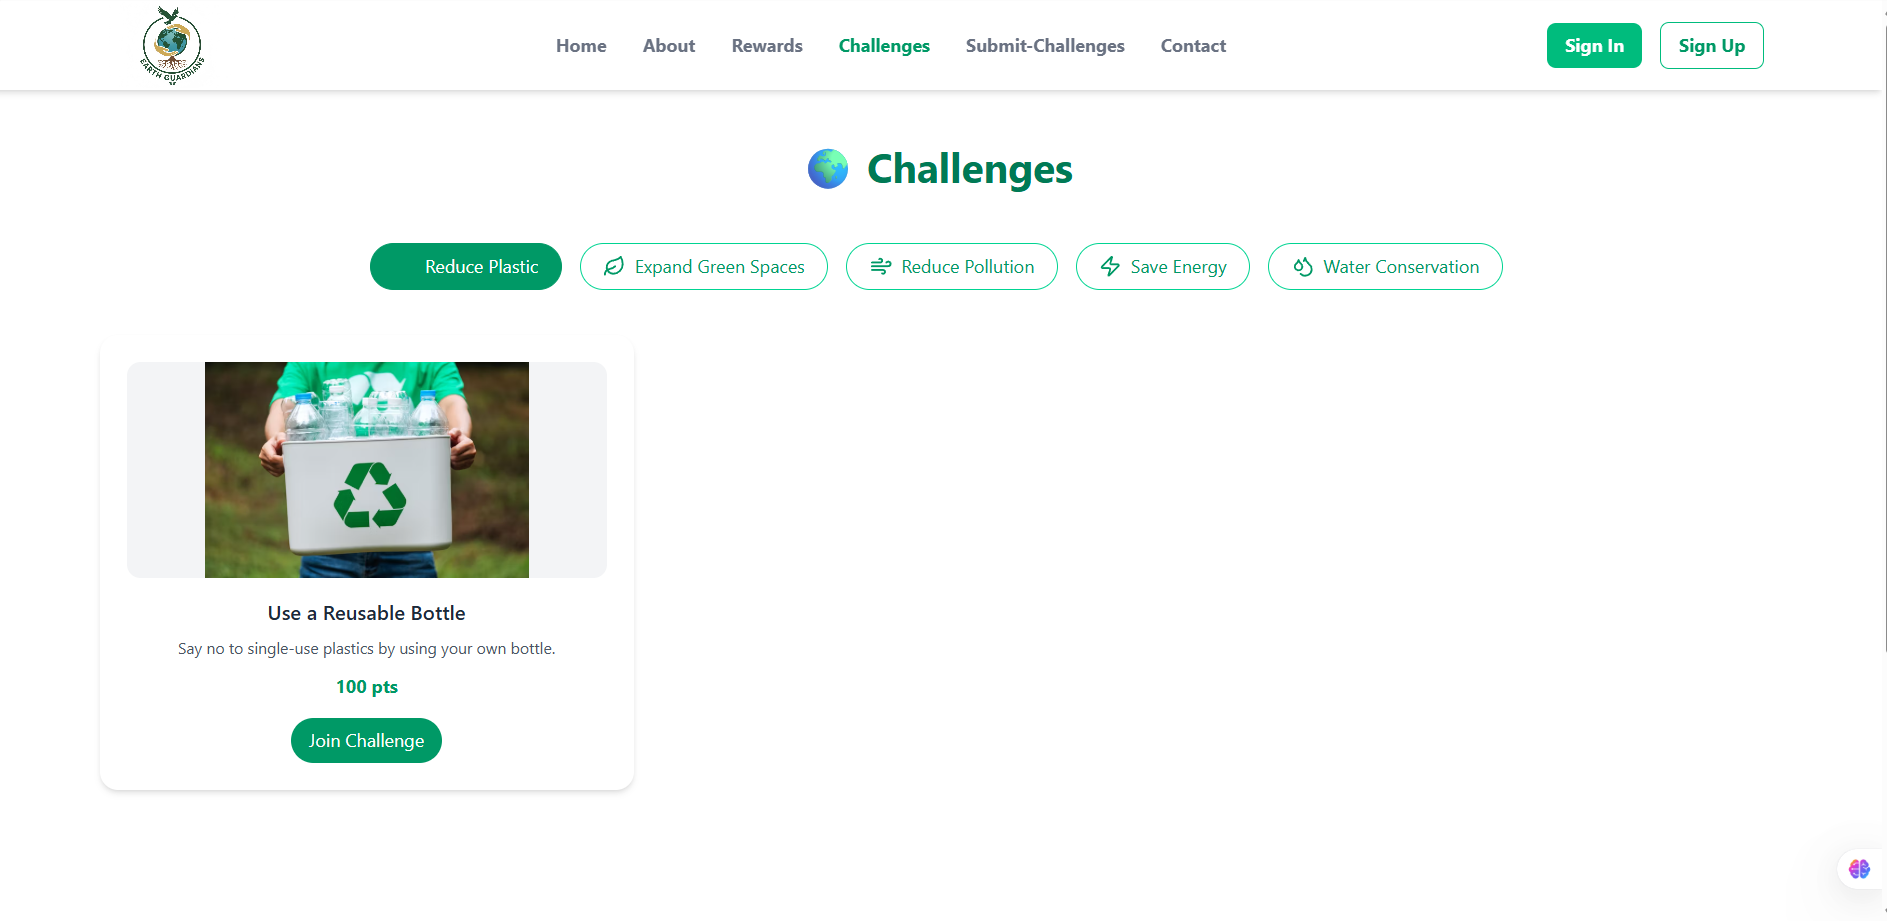 EARTH GUARDIANS
Home About Rewards Challenges Submit-Challenges Contact Sign In Sign Up
Challenges
Reduce Plastic Expand Green Spaces Reduce Pollution Save Energy Water Conservation
Use a Reusable Bottle
Say no to single-use plastics by using your own bottle.
100 pts
Join Challenge